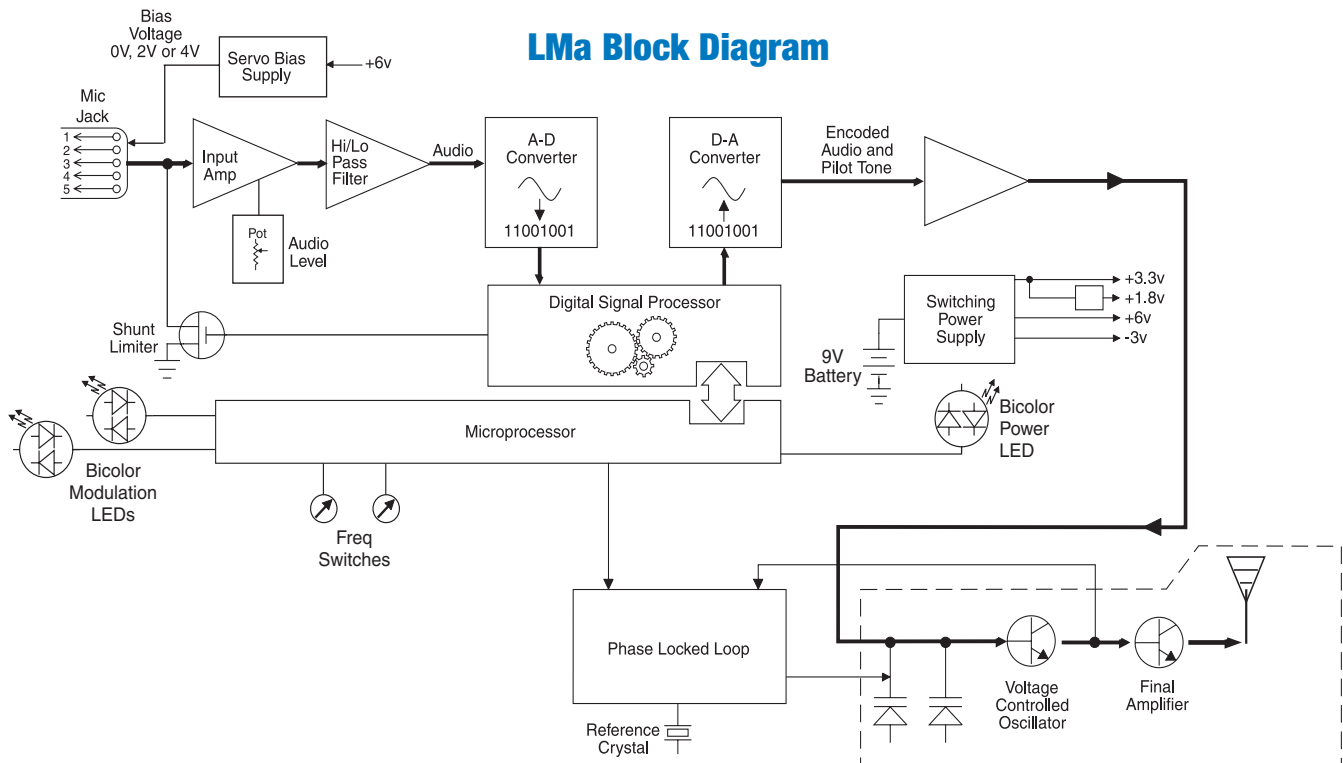 LMa Block Diagram
Bias
Voltage
0V, 2V or 4V
Servo Bias
Supply
+6v
Mic
Jack
1
2
3
4
5
Input
Amp
Hi/Lo
Pass
Filter
Audio
A-D
Converter
11001001
D-A
Converter
11001001
Encoded
Audio and
Pilot Tone
Pot
Audio
Level
Shunt
Limiter
Digital Signal Processor
Switching
Power
Supply
+3.3v
+1.8v
+6v
-3v
9V
Battery
Bicolor
Power
LED
Microprocessor
Bicolor
Modulation
LEDs
Freq
Switches
Phase Locked Loop
Reference
Crystal
Voltage
Controlled
Oscillator
Final
Amplifier